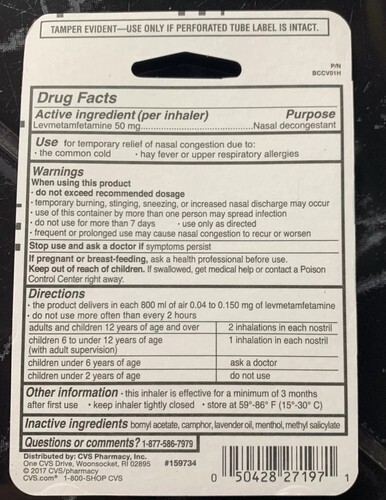 TAMPER EVIDENT—USE ONLY IF PERFORATED TUBE LABEL IS INTACT.
P/N
BCCV01H
Drug Facts
Active ingredient (per inhaler) Purpose
Levmetamfetamine 50 mg..............................Nasal decongestant
Use for temporary relief of nasal congestion due to:
• the common cold • hay fever or upper respiratory allergies
Warnings
When using this product
• do not exceed recommended dosage
• temporary burning, stinging, sneezing, or increased nasal discharge may occur
• use of this container by more than one person may spread infection
• do not use for more than 7 days • use only as directed
• frequent or prolonged use may cause nasal congestion to recur or worsen
Stop use and ask a doctor if symptoms persist
If pregnant or breast-feeding, ask a health professional before use.
Keep out of reach of children. If swallowed, get medical help or contact a Poison
Control Center right away.
Directions
• the product delivers in each 800 ml of air 0.04 to 0.150 mg of levmetamfetamine
• do not use more often than every 2 hours
adults and children 12 years of age and over 2 inhalations in each nostril
children 6 to under 12 years of age 1 inhalation in each nostril
(with adult supervision)
children under 6 years of age ask a doctor
children under 2 years of age do not use
Other information • this inhaler is effective for a minimum of 3 months
after first use • keep inhaler tightly closed • store at 59°-86° F (15°-30° C)
Inactive ingredients bornyl acetate, camphor, lavender oil, menthol, methyl salicylate
Questions or comments? 1-877-586-7979
Distributed by: CVS Pharmacy, Inc.
One CVS Drive, Woonsocket, RI 02895 #159734
© 2017 CVS/pharmacy
CVS.com® 1-800-SHOP CVS
0 50428 27197 1